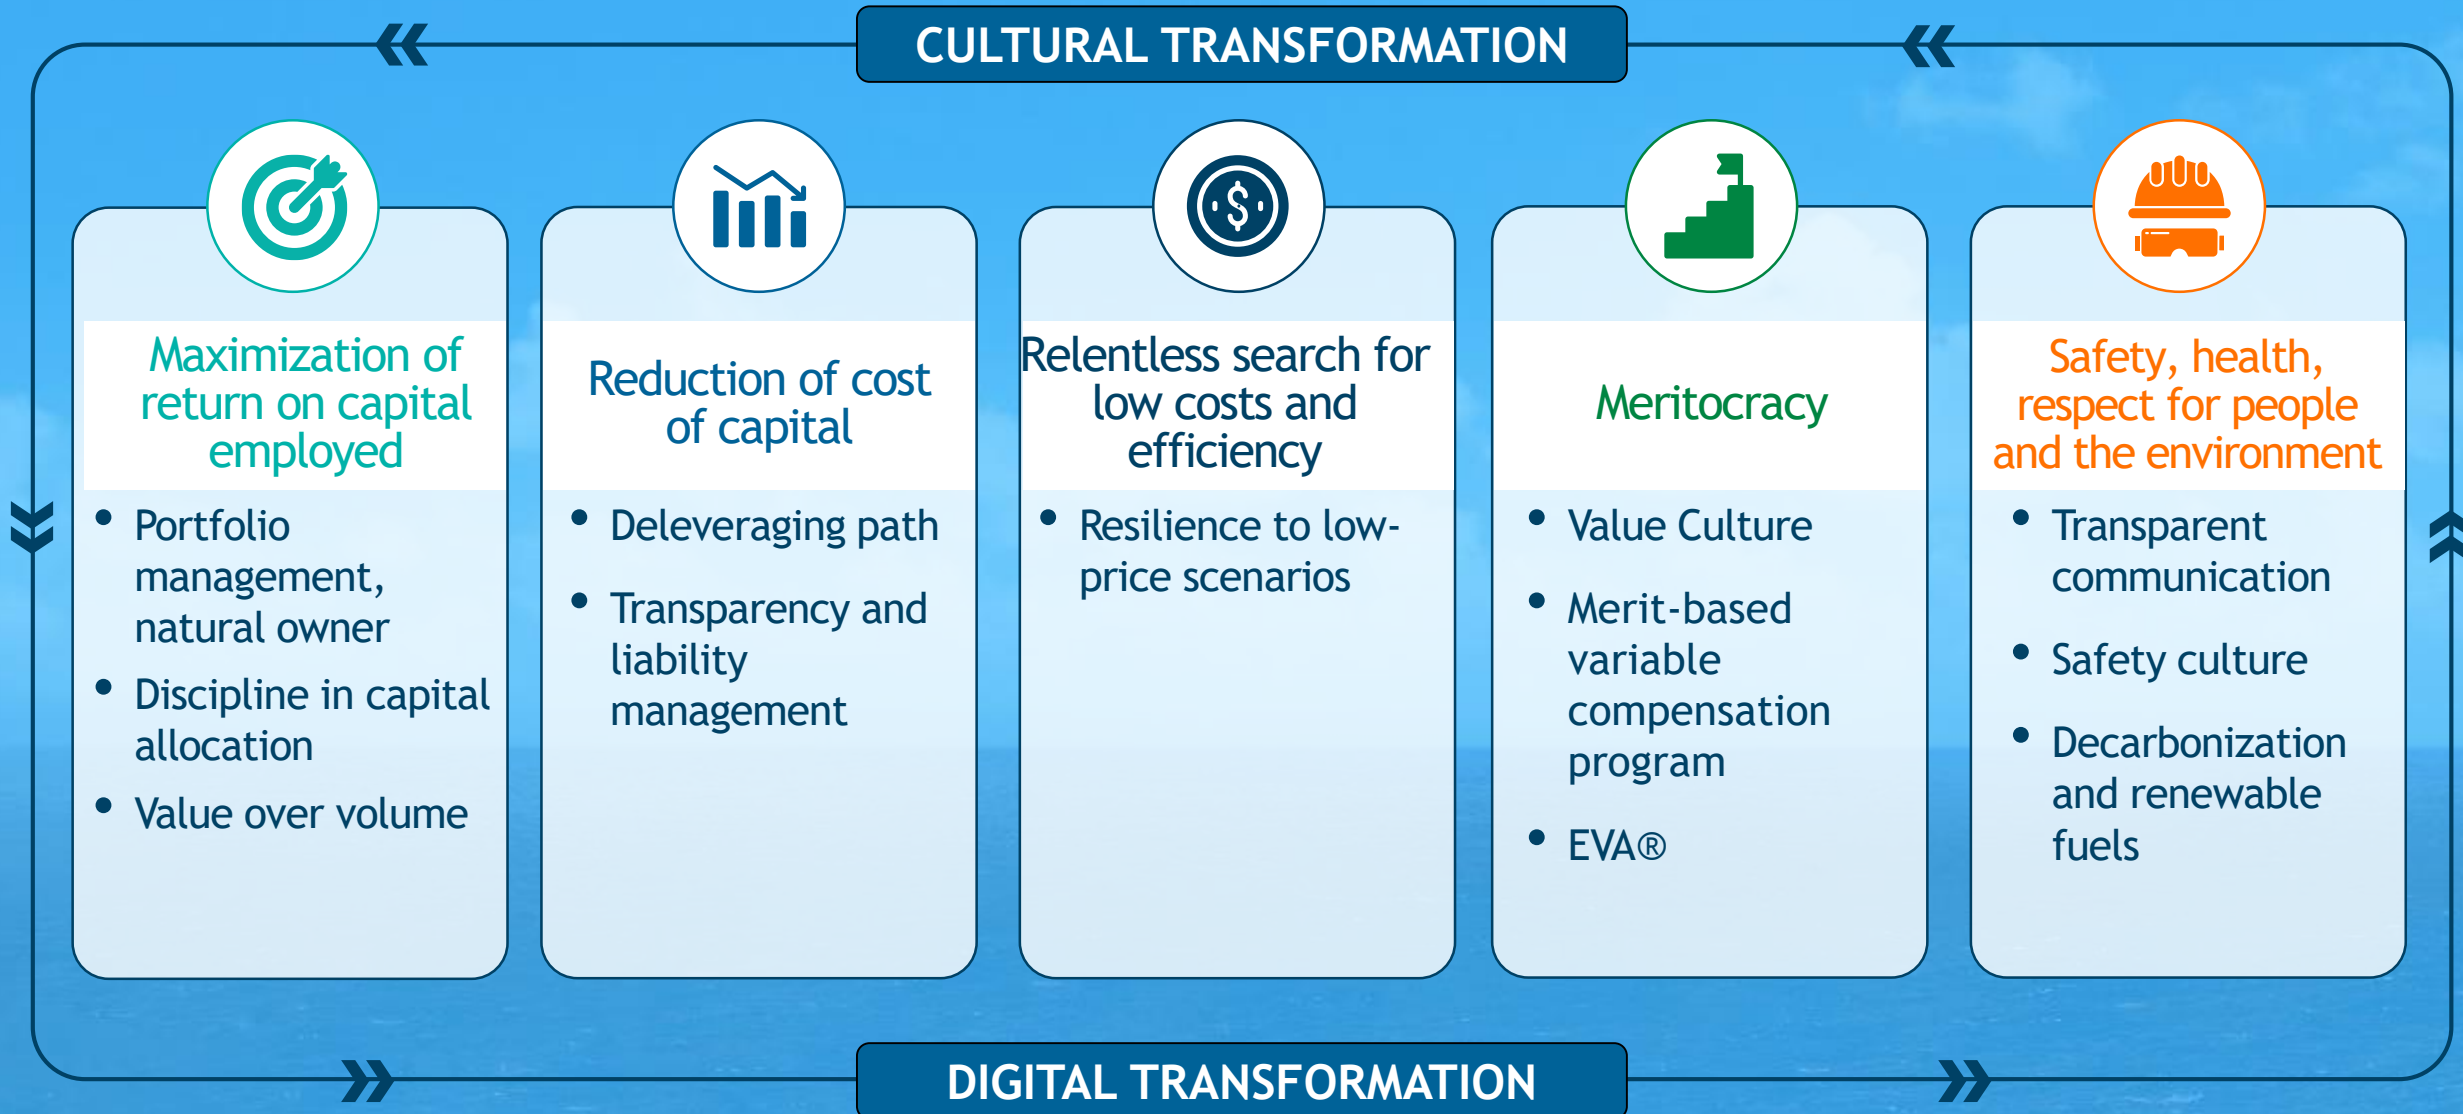 CULTURAL TRANSFORMATION
Maximization of
return on capital
employed
• Portfolio
management,
natural owner
• Discipline in capital
allocation
• Value over volume
Reduction of cost
of capital
• Deleveraging path
• Transparency and
liability
management
$
Relentless search for
low costs and
efficiency
• Resilience to low-
price scenarios
Meritocracy
• Value Culture
• Merit-based
variable
compensation
program
• EVA®
Safety, health,
respect for people
and the environment
• Transparent
communication
• Safety culture
• Decarbonization
and renewable
fuels
DIGITAL TRANSFORMATION